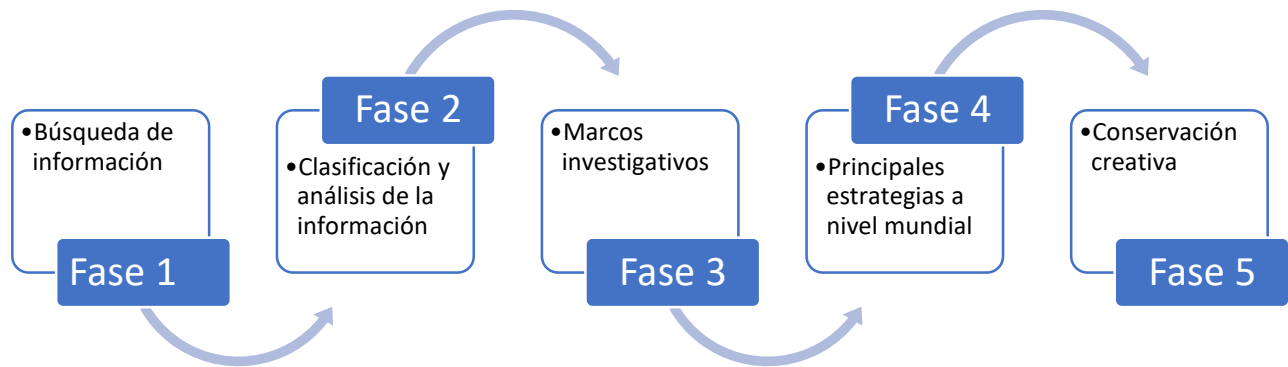 •Búsqueda de
información
Fase 1
Fase 2
•Clasificación y
análisis de la
información
•Marcos
investigativos
Fase 3
Fase 4
•Principales
estrategias a
nivel mundial
•Conservación
creativa
Fase 5